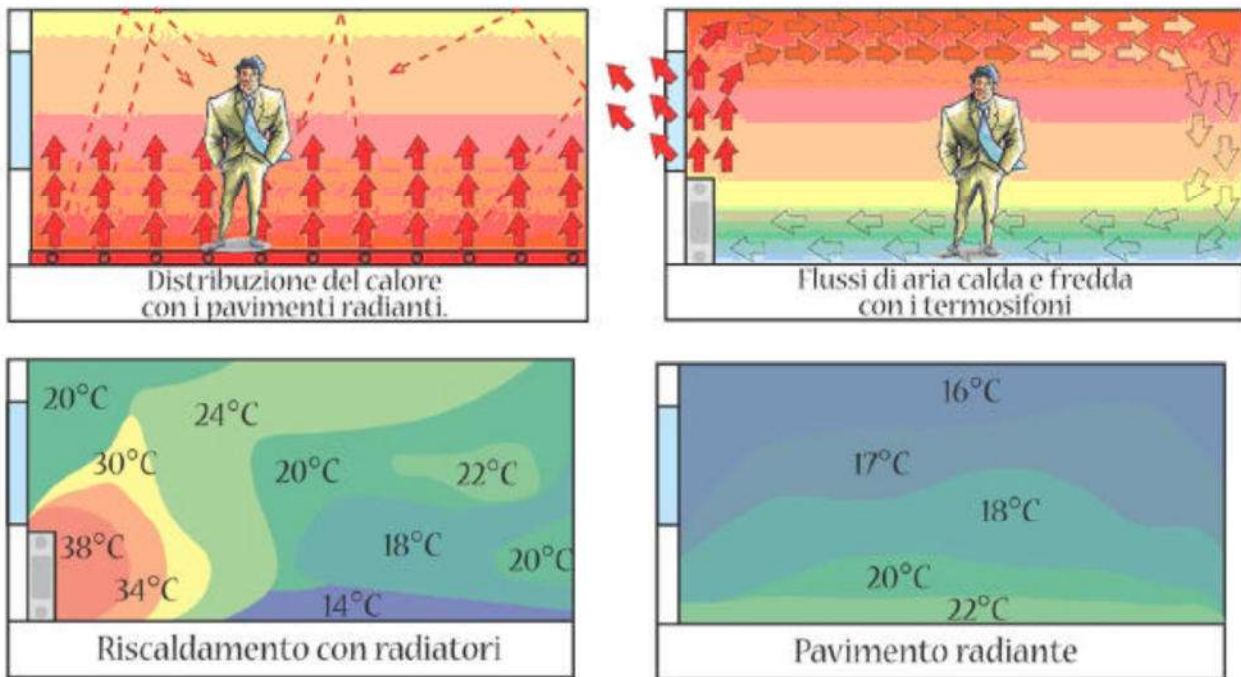 Distribuzione del calore
con i pavimenti radianti.
Flussi di aria calda e fredda
con i termosifoni
20°C
24°C
30°C
20°C
22°C
38°C
18°C
20°C
34°C
14°C
Riscaldamento con radiatori
16°C
17°C
18°C
20°C
22°C
Pavimento radiante